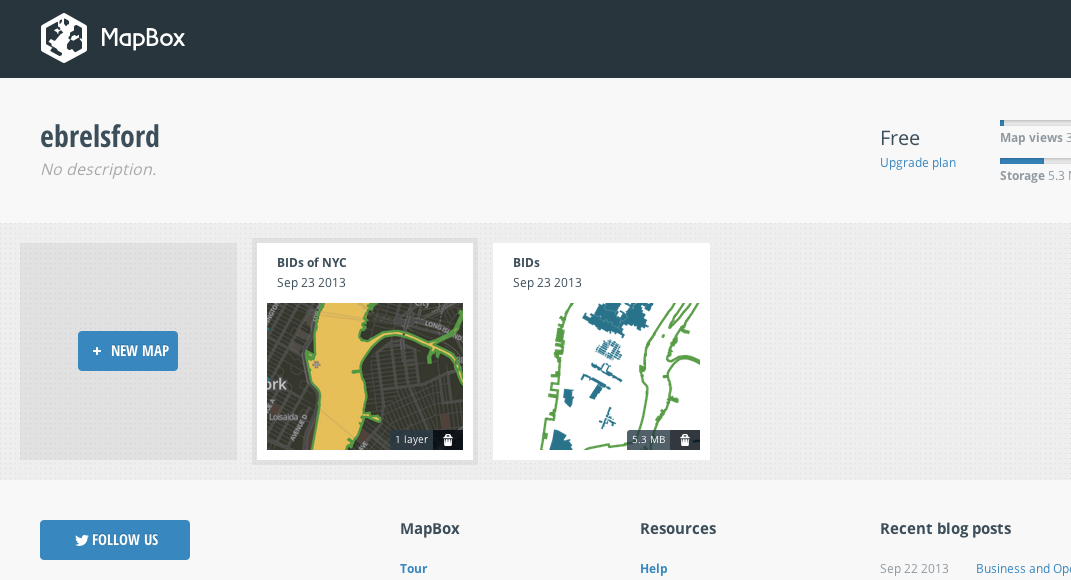 MapBox
ebrelsford
No description.
Free
Upgrade plan
Map views 3
Storage 5.3
+ NEW MAP
BIDs of NYC
Sep 23 2013
ork
Loisaida
AVENUE D
LONG
1 layer
BIDs
Sep 23 2013
5.3 MB
FOLLOW US
MapBox
Tour
Resources
Help
Recent blog posts
Sep 22 2013 Business and Ope